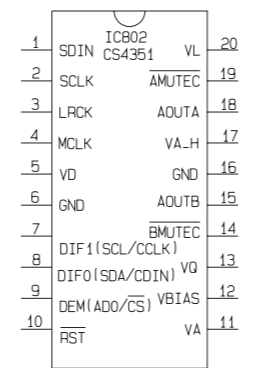 IC802
CS4351
1 SDIN VL 20
2 SCLK AMUTEC 19
3 LRCK AOUTA 18
4 MCLK VA_H 17
5 VD GND 16
6 GND AOUTB 15
7 BMUTEC 14
DIF1(SCL/CCLK)
8 DIF0(SDA/CDIN) VQ 13
9 DEM(AD0/CS) VBIAS 12
10 RST VA 11